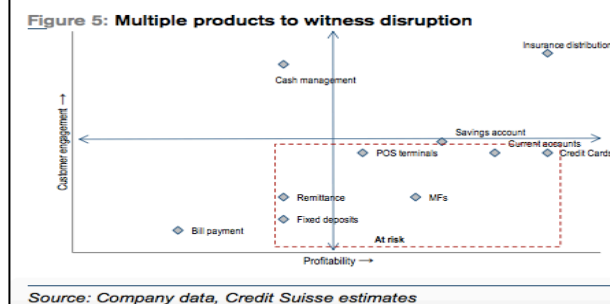 Figure 5: Multiple products to witness disruption
Insurance distribution
Cash management
Customer engagement →
Savings account
Current accounts
POS terminals
Credit Cards
Remittance
MFs
Fixed deposits
Bill payment
At risk
Profitability →
Source: Company data, Credit Suisse estimates